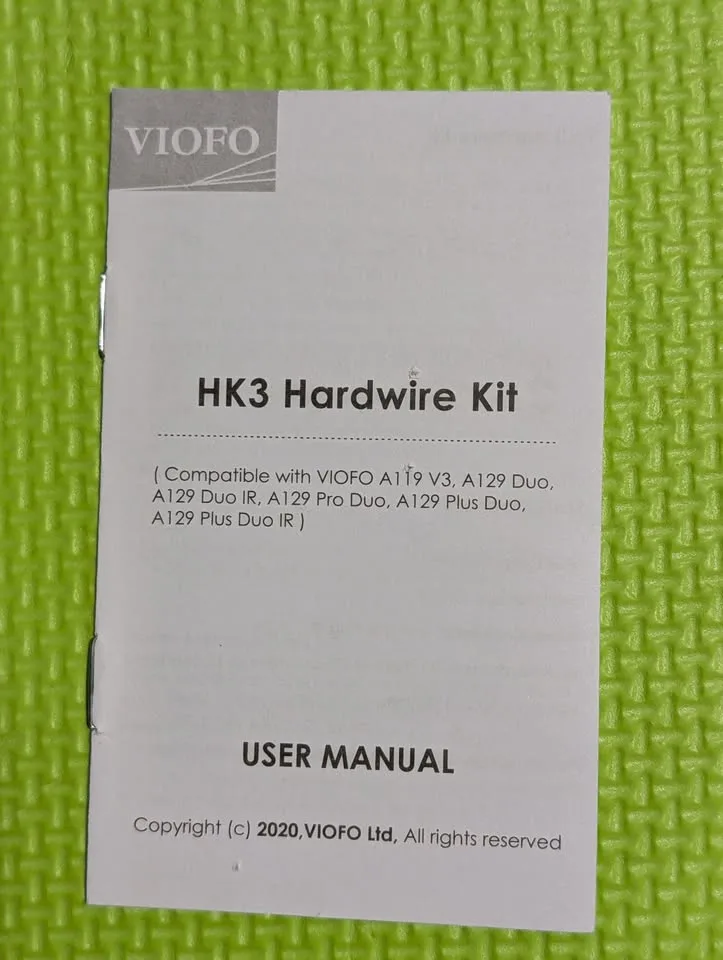 VIOFO
HK3 Hardwire Kit
( Compatible with VIOFO A119 V3, A129 Duo,
A129 Duo IR, A129 Pro Duo, A129 Plus Duo,
A129 Plus Duo IR )
USER MANUAL
Copyright (c) 2020,VIOFO Ltd, All rights reserved